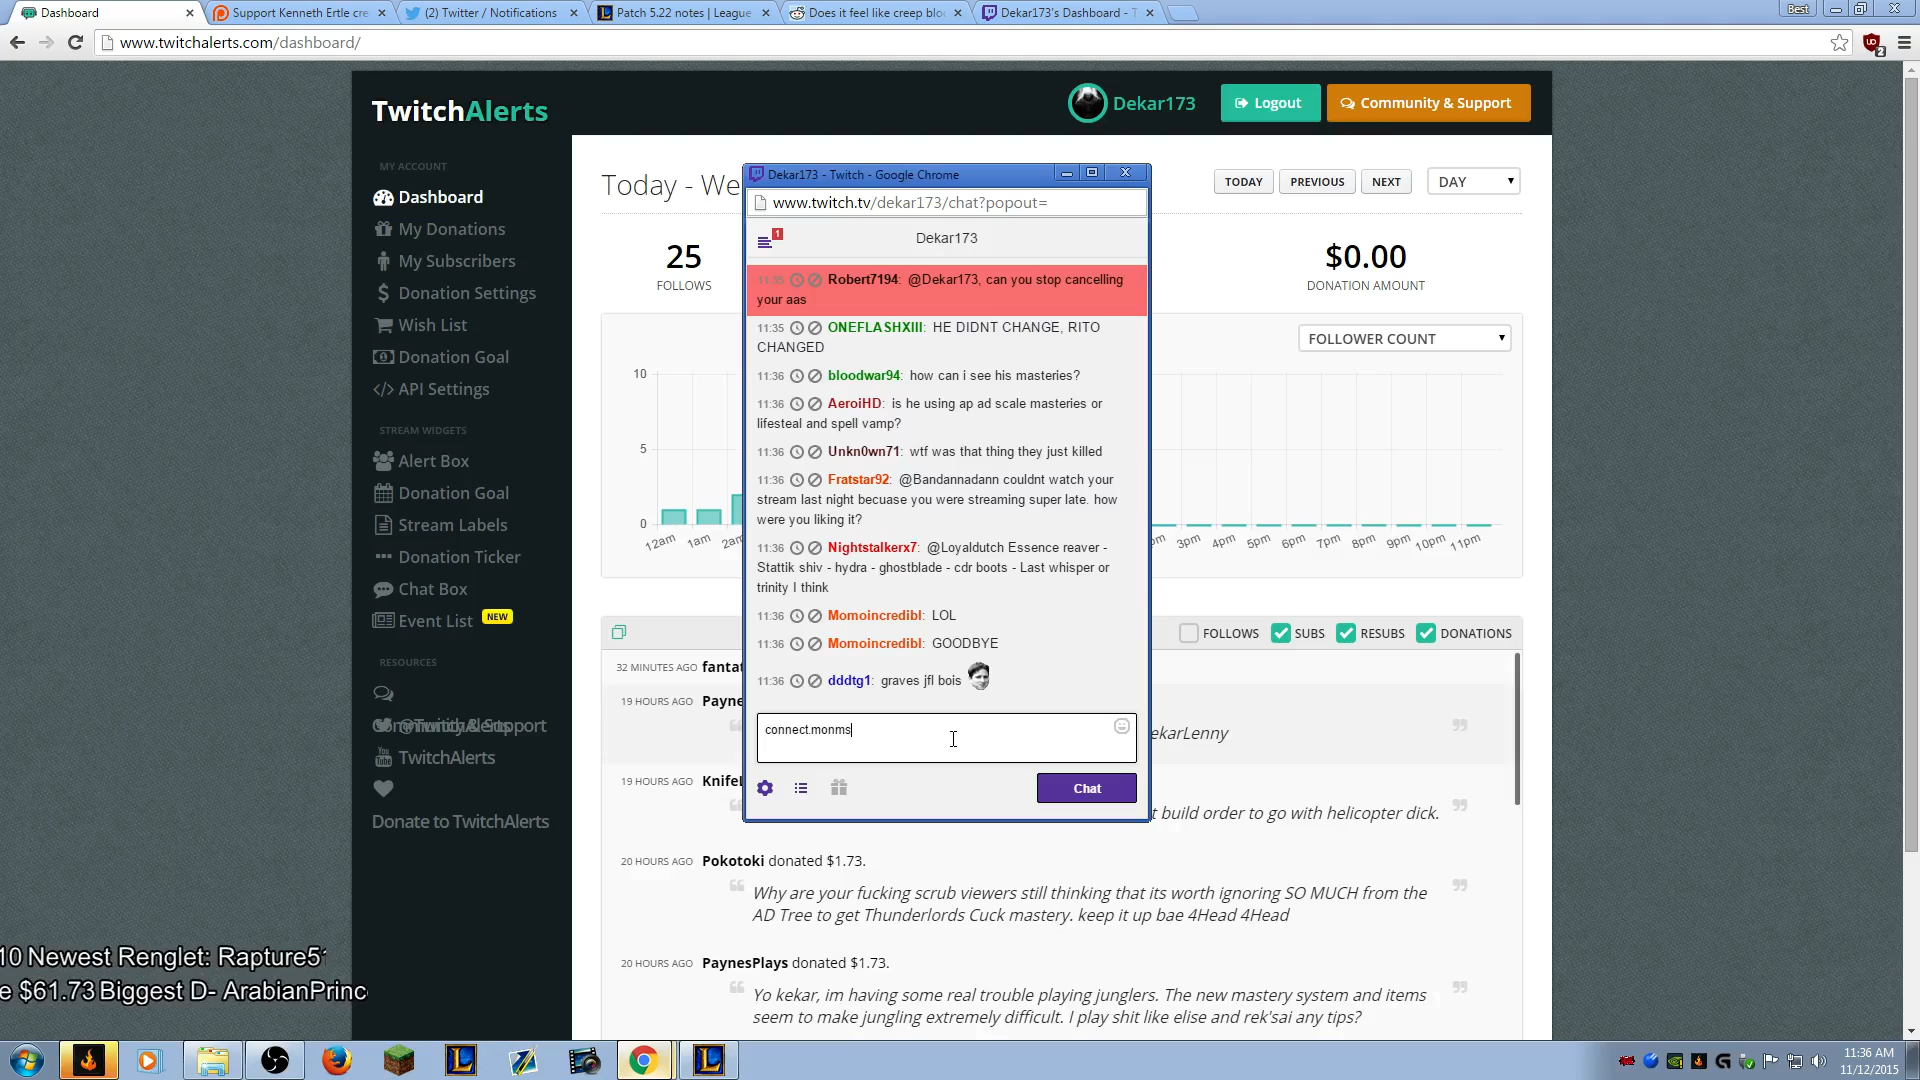 Dashboard
Support Kenneth Ertle cre
(2) Twitter / Notifications
Patch 5.22 notes | League
Does it feel like creep bloc
Dekar173's Dashboard - T
Best
www.twitchalerts.com/dashboard/
TwitchAlerts
Dekar173
Logout
Community & Support
MY ACCOUNT
Dashboard
My Donations
My Subscribers
Donation Settings
Wish List
Donation Goal
API Settings
STREAM WIDGETS
Alert Box
Donation Goal
Stream Labels
Donation Ticker
Chat Box
Event List NEW
RESOURCES
Community & Support
TwitchAlerts
Donate to TwitchAlerts
Today - We
TODAY
PREVIOUS
NEXT
DAY
25
FOLLOWS
$0.00
DONATION AMOUNT
FOLLOWER COUNT
10
5
0
12am 1am 2am
pm 3pm 4pm 5pm 6pm 7pm 8pm 9pm 10pm 11pm
Dekar173 - Twitch - Google Chrome
www.twitch.tv/dekar173/chat?popout=
1
Dekar173
11:35 Robert7194: @Dekar173, can you stop cancelling
your aas
11:35 ONEFLASHXIII: HE DIDNT CHANGE, RITO
CHANGED
11:36 bloodwar94: how can i see his masteries?
11:36 AeroiHD: is he using ap ad scale masteries or
lifesteal and spell vamp?
11:36 Unkn0wn71: wtf was that thing they just killed
11:36 Fratstar92: @Bandannadann couldnt watch your
stream last night becuase you were streaming super late. how
were you liking it?
11:36 Nightstalkerx7: @Loyaldutch Essence reaver -
Stattik shiv - hydra - ghostblade - cdr boots - Last whisper or
trinity I think
11:36 Momoincredibl: LOL
11:36 Momoincredibl: GOODBYE
11:36 dddtg1: graves jfl bois
connect.monms
Chat
FOLLOWS SUBS RESUBS DONATIONS
32 MINUTES AGO fantat
19 HOURS AGO Payne
ekarLenny
19 HOURS AGO KnifeL
t build order to go with helicopter dick.
20 HOURS AGO Pokotoki donated $1.73.
Why are your fucking scrub viewers still thinking that its worth ignoring SO MUCH from the
AD Tree to get Thunderlords Cuck mastery. keep it up bae 4Head 4Head
20 HOURS AGO PaynesPlays donated $1.73.
Yo kekar, im having some real trouble playing junglers. The new mastery system and items
seem to make jungling extremely difficult. I play shit like elise and rek'sai any tips?
10 Newest Renglet: Rapture5
e $61.73 Biggest D- ArabianPrinc
11:36 AM
11/12/2015